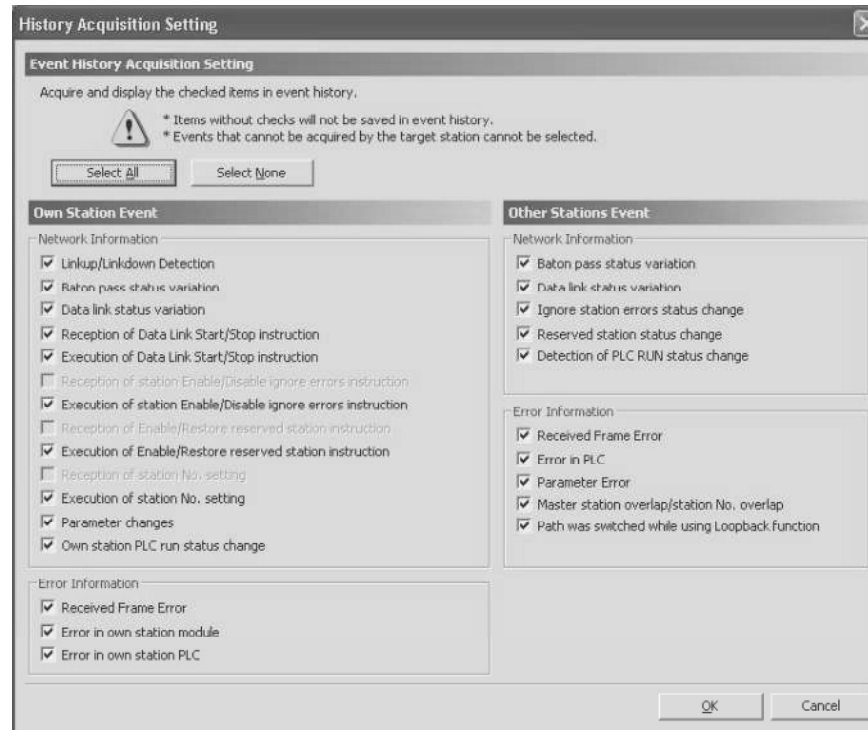 History Acquisition Setting
Event History Acquisition Setting
Acquire and display the checked items in event history.
* Items without checks will not be saved in event history.
* Events that cannot be acquired by the target station cannot be selected.
Select All
Select None
Own Station Event
Network Information
Linkup/Linkdown Detection
Baton pass status variation
Data link status variation
Reception of Data Link Start/Stop instruction
Execution of Data Link Start/Stop instruction
Reception of station Enable/Disable ignore errors instruction
Execution of station Enable/Disable ignore errors instruction
Reception of Enable/Restore reserved station instruction
Execution of Enable/Restore reserved station instruction
Reception of station No. setting
Execution of station No. setting
Parameter changes
Own station PLC run status change
Error Information
Received Frame Error
Error in own station module
Error in own station PLC
Other Stations Event
Network Information
Baton pass status variation
Data link status variation
Ignore station errors status change
Reserved station status change
Detection of PLC RUN status change
Error Information
Received Frame Error
Error in PLC
Parameter Error
Master station overlap/station No. overlap
Path was switched while using Loopback function
OK
Cancel